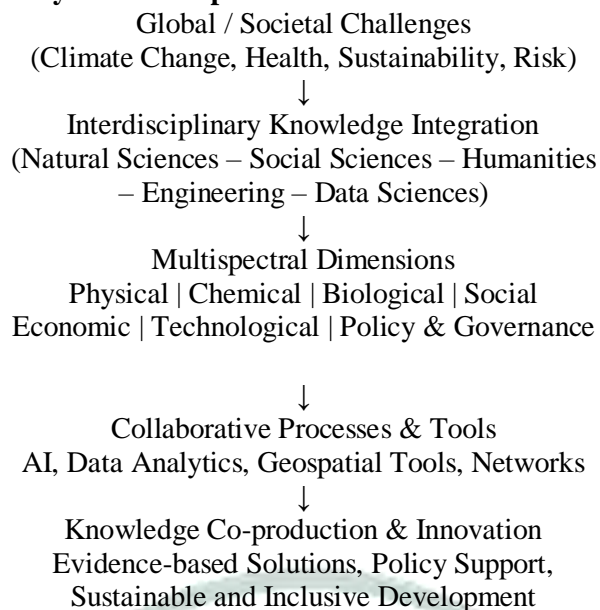 Global / Societal Challenges
(Climate Change, Health, Sustainability, Risk)
↓
Interdisciplinary Knowledge Integration
(Natural Sciences – Social Sciences – Humanities
– Engineering – Data Sciences)
↓
Multispectral Dimensions
Physical | Chemical | Biological | Social
Economic | Technological | Policy & Governance
↓
Collaborative Processes & Tools
AI, Data Analytics, Geospatial Tools, Networks
↓
Knowledge Co-production & Innovation
Evidence-based Solutions, Policy Support,
Sustainable and Inclusive Development